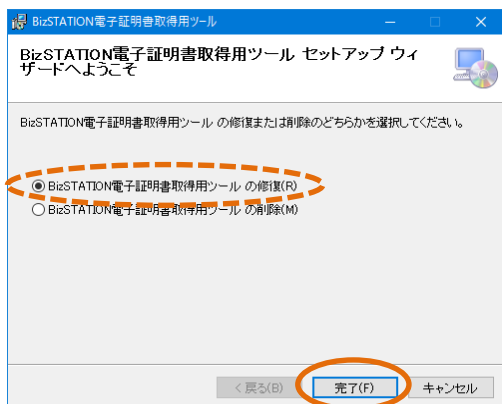 BizSTATION電子証明書取得用ツール
BizSTATION電子証明書取得用ツール セットアップ ウィ
ザードへようこそ
BizSTATION電子証明書取得用ツール の修復または削除のどちらかを選択してください。
BizSTATION電子証明書取得用ツール の修復(R)
BizSTATION電子証明書取得用ツール の削除(M)
< 戻る(B)
完了(F)
キャンセル